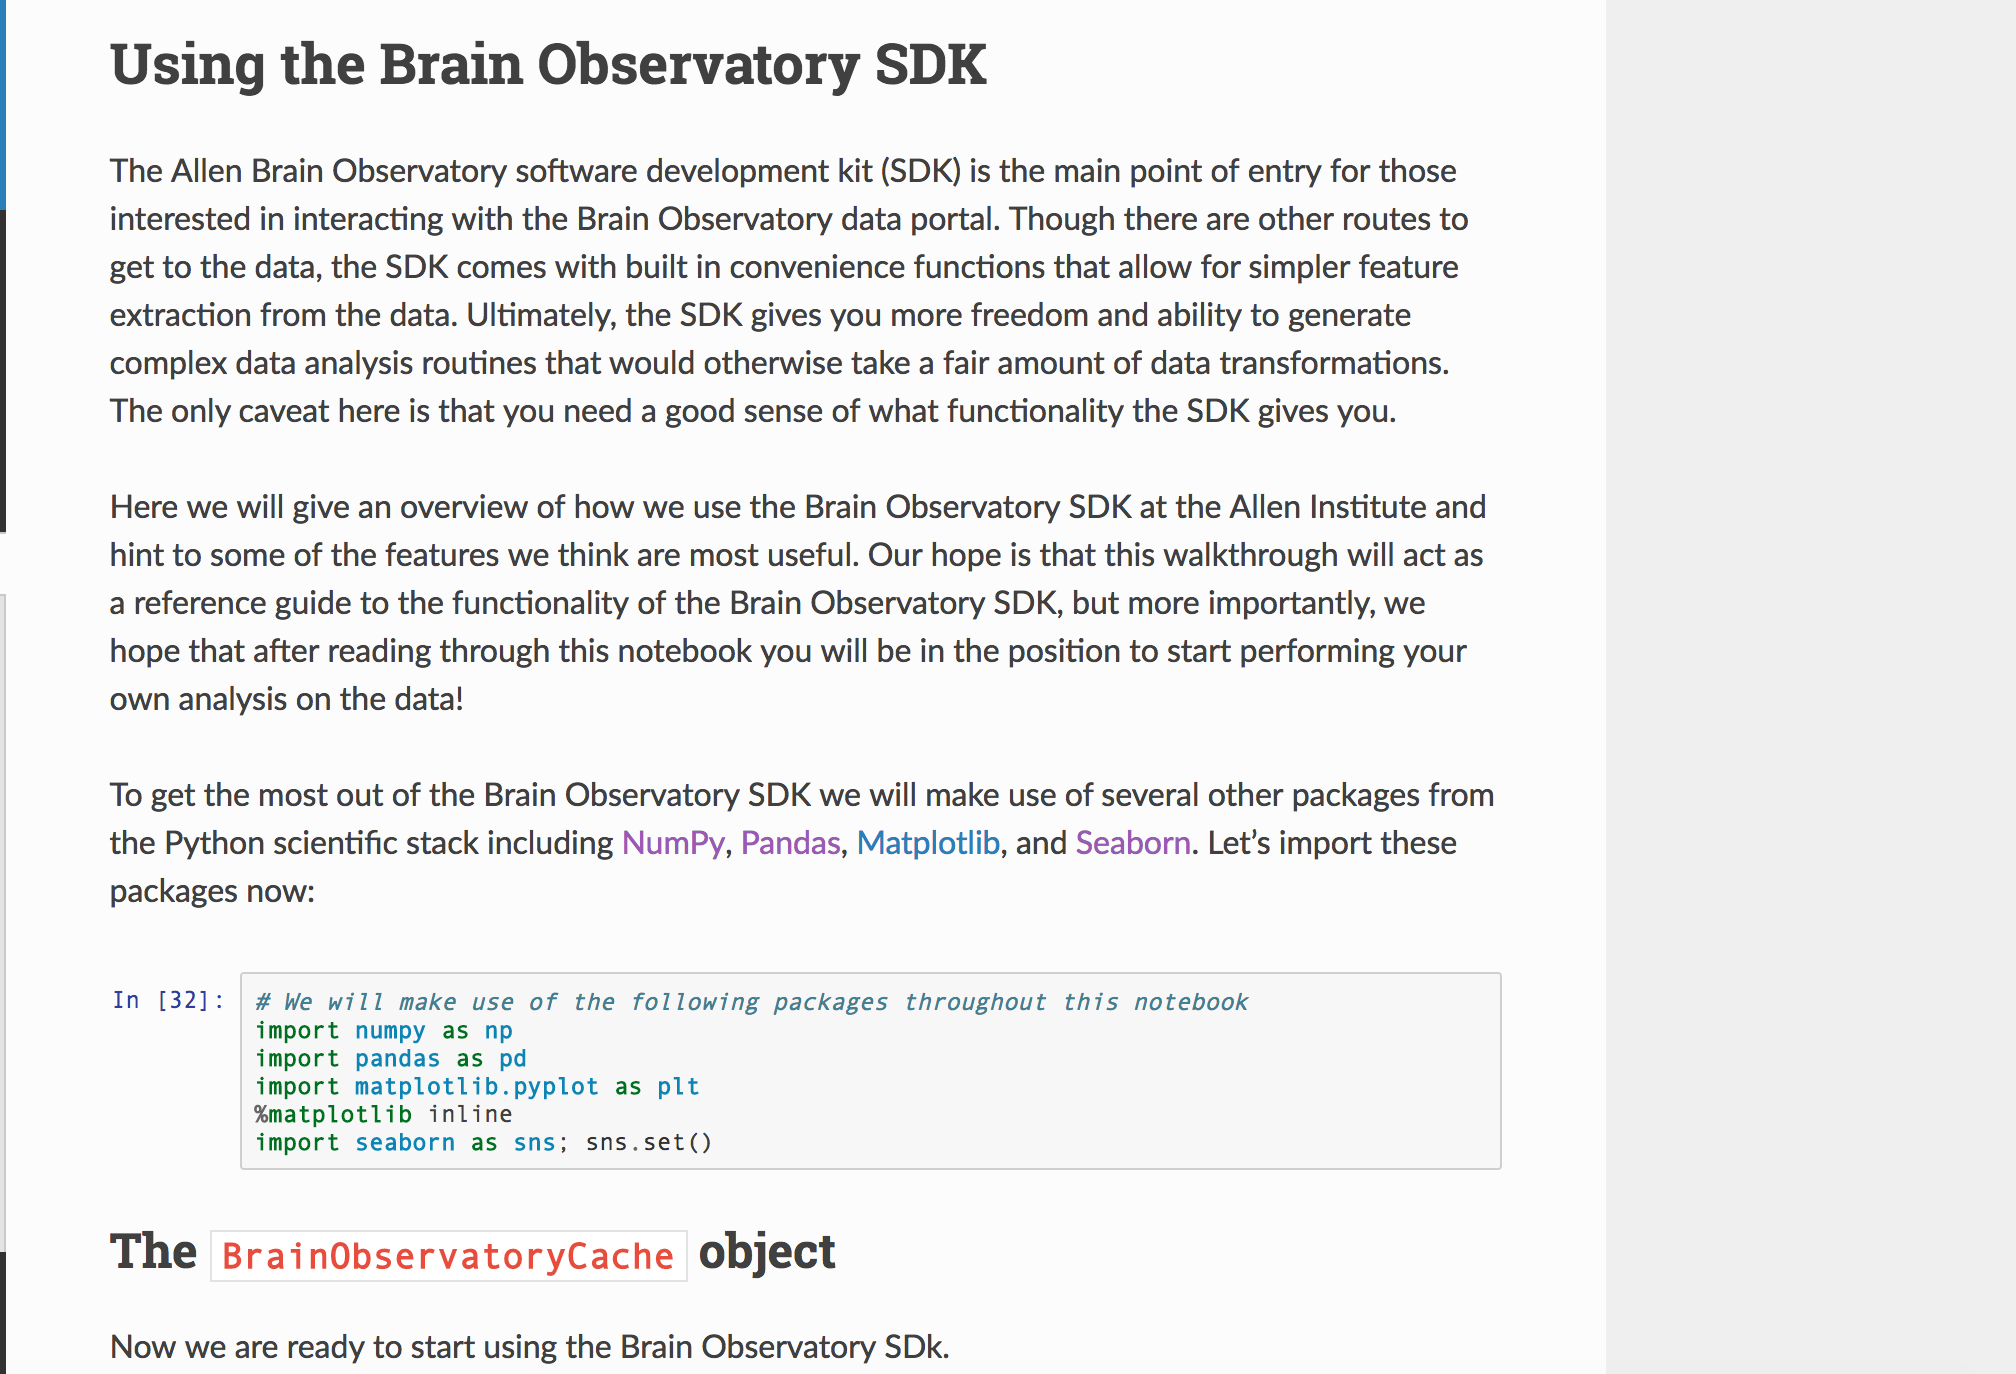 Using the Brain Observatory SDK
The Allen Brain Observatory software development kit (SDK) is the main point of entry for those
interested in interacting with the Brain Observatory data portal. Though there are other routes to
get to the data, the SDK comes with built in convenience functions that allow for simpler feature
extraction from the data. Ultimately, the SDK gives you more freedom and ability to generate
complex data analysis routines that would otherwise take a fair amount of data transformations.
The only caveat here is that you need a good sense of what functionality the SDK gives you.
Here we will give an overview of how we use the Brain Observatory SDK at the Allen Institute and
hint to some of the features we think are most useful. Our hope is that this walkthrough will act as
a reference guide to the functionality of the Brain Observatory SDK, but more importantly, we
hope that after reading through this notebook you will be in the position to start performing your
own analysis on the data!
To get the most out of the Brain Observatory SDK we will make use of several other packages from
the Python scientific stack including NumPy, Pandas, Matplotlib, and Seaborn. Let’s import these
packages now:
In [32]: # We will make use of the following packages throughout this notebook
import numpy as np
import pandas as pd
import matplotlib.pyplot as plt
%matplotlib inline
import seaborn as sns; sns.set()
The BrainObservatoryCache object
Now we are ready to start using the Brain Observatory SDk.